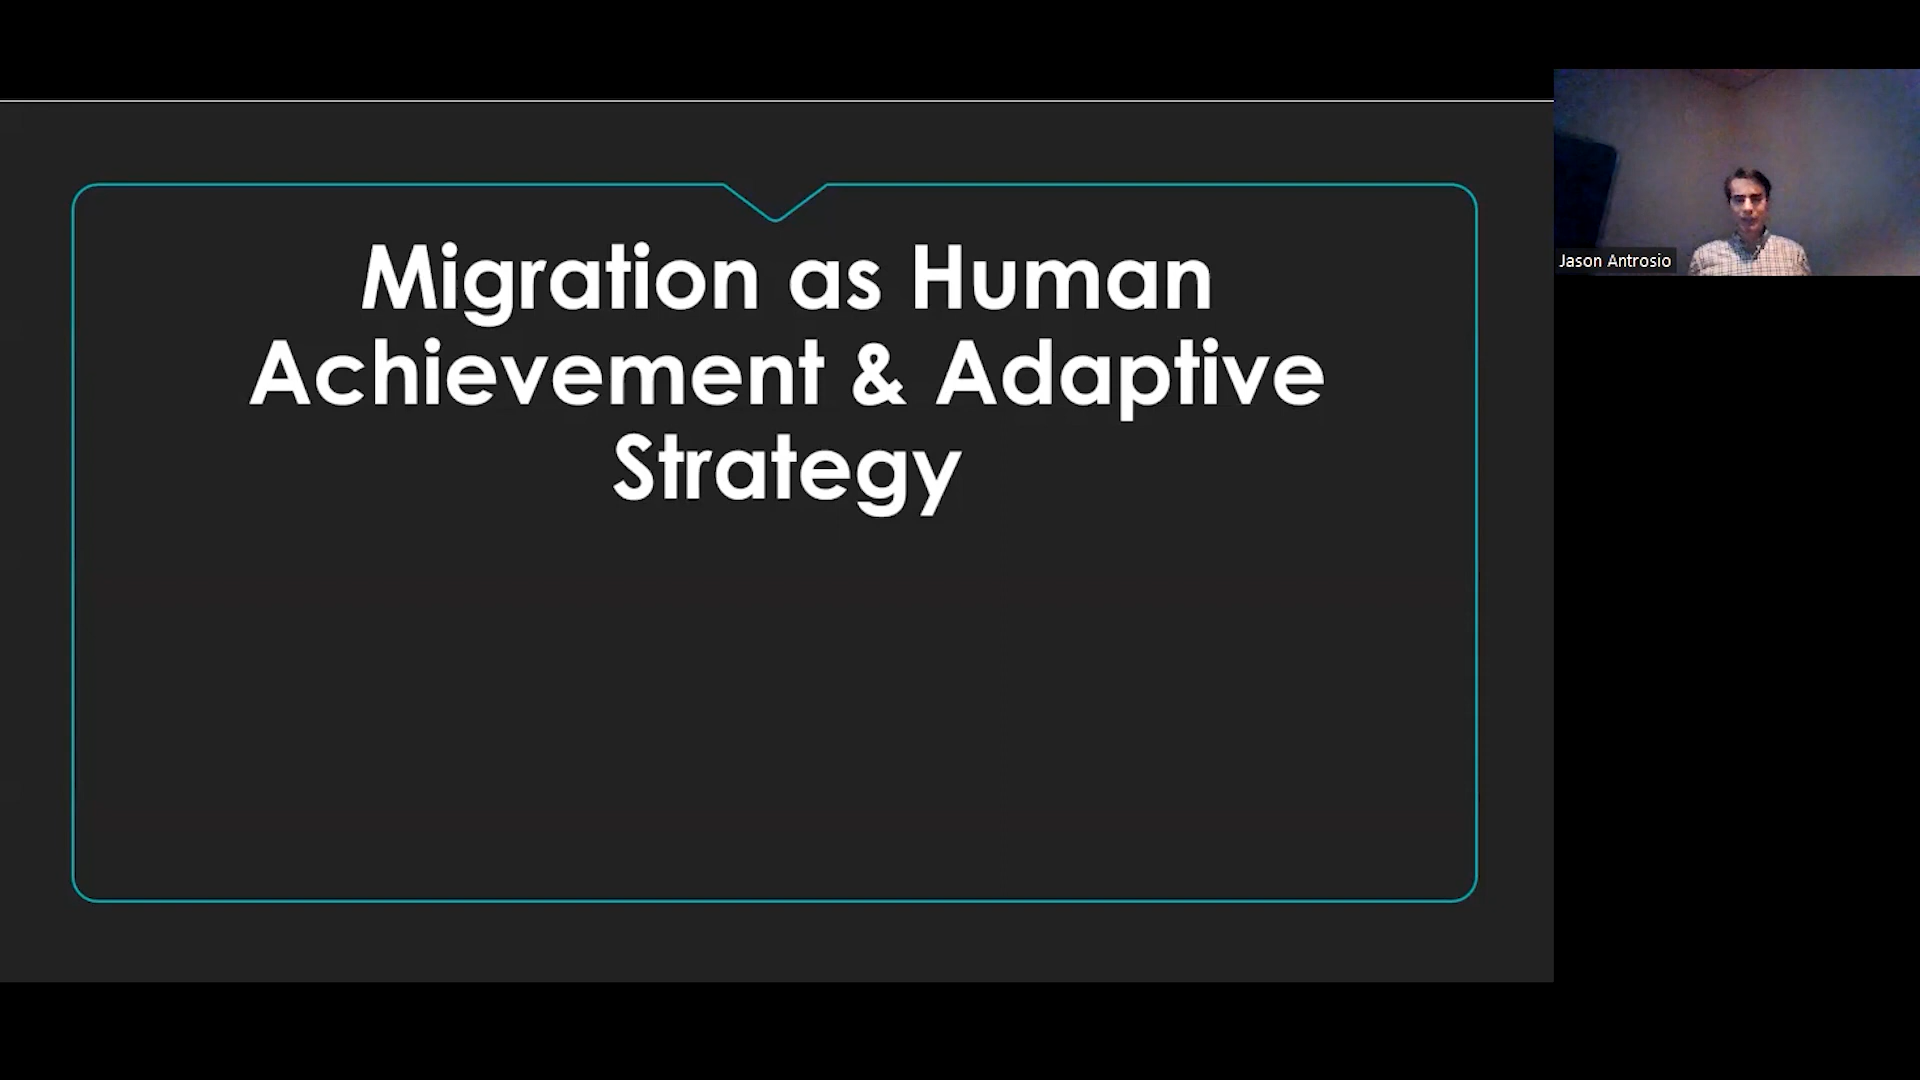 Migration as Human
Achievement & Adaptive
Strategy
Jason Antrosio